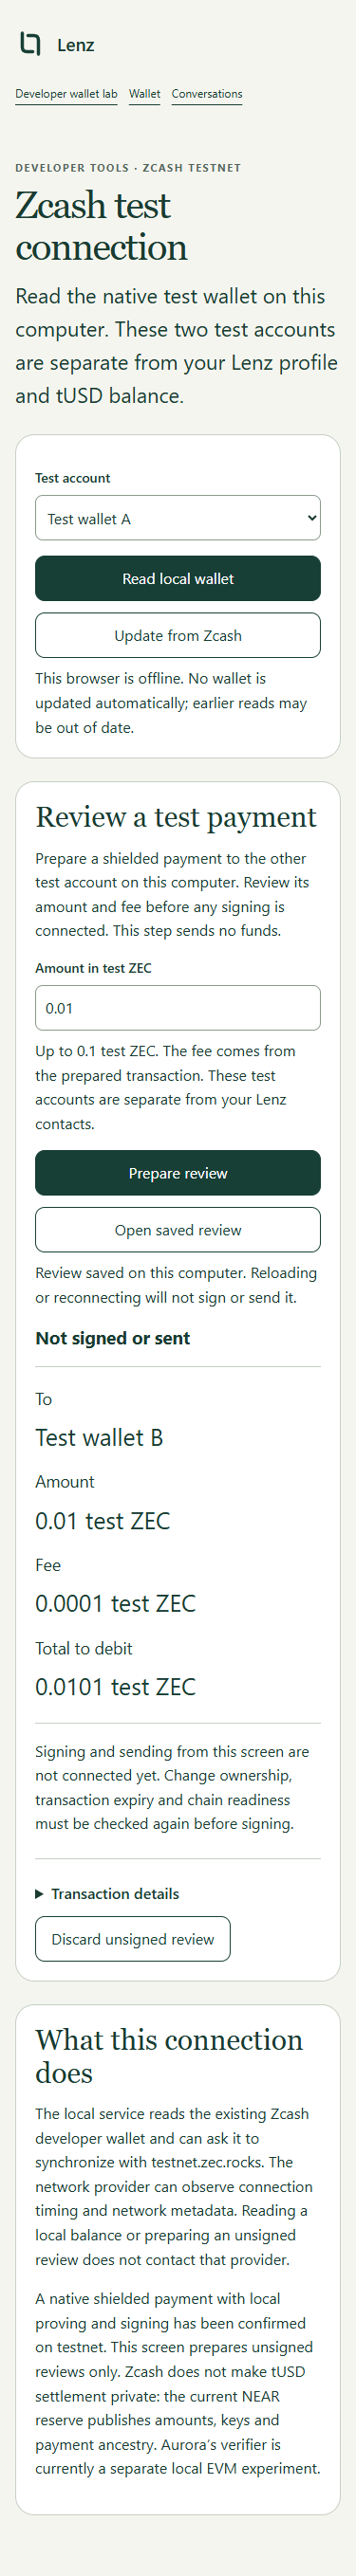 Lenz
Developer wallet lab Wallet Conversations
DEVELOPER TOOLS · ZCASH TESTNET
Zcash test
connection
Read the native test wallet on this
computer. These two test accounts
are separate from your Lenz profile
and tUSD balance.
Test account
Test wallet A
Read local wallet
Update from Zcash
This browser is offline. No wallet is
updated automatically; earlier reads may
be out of date.
Review a test payment
Prepare a shielded payment to the other
test account on this computer. Review its
amount and fee before any signing is
connected. This step sends no funds.
Amount in test ZEC
0.01
Up to 0.1 test ZEC. The fee comes from
the prepared transaction. These test
accounts are separate from your Lenz
contacts.
Prepare review
Open saved review
Review saved on this computer. Reloading
or reconnecting will not sign or send it.
Not signed or sent
To
Test wallet B
Amount
0.01 test ZEC
Fee
0.0001 test ZEC
Total to debit
0.0101 test ZEC
Signing and sending from this screen are
not connected yet. Change ownership,
transaction expiry and chain readiness
must be checked again before signing.
Transaction details
Discard unsigned review
What this connection
does
The local service reads the existing Zcash
developer wallet and can ask it to
synchronize with testnet.zec.rocks. The
network provider can observe connection
timing and network metadata. Reading a
local balance or preparing an unsigned
review does not contact that provider.
A native shielded payment with local
proving and signing has been confirmed
on testnet. This screen prepares unsigned
reviews only. Zcash does not make tUSD
settlement private: the current NEAR
reserve publishes amounts, keys and
payment ancestry. Aurora's verifier is
currently a separate local EVM experiment.